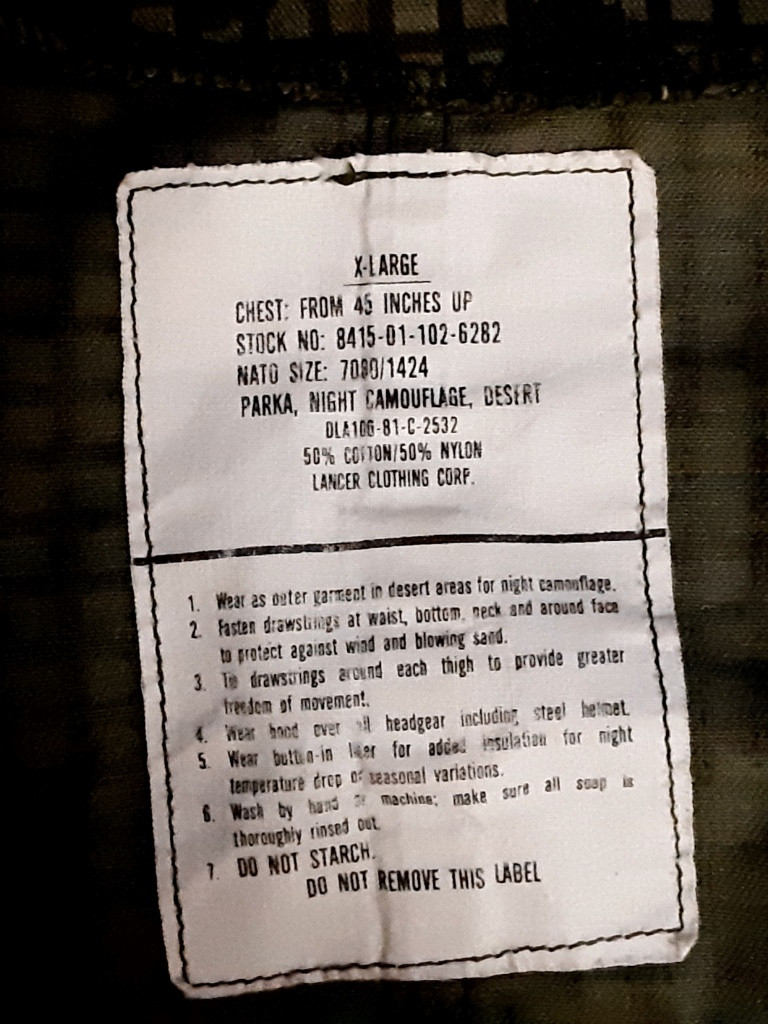 X-LARGE
CHEST: FROM 45 INCHES UP
STOCK NO: 8415-01-102-6282
NATO SIZE: 7080/1424
PARKA, NIGHT CAMOUFLAGE, DESERT
DLA100-81-C-2532
50% COTTON/50% NYLON
LANCER CLOTHING CORP.
1. Wear as outer garment in desert areas for night camouflage.
2. Fasten drawstrings at waist, bottom, neck and around face
to protect against wind and blowing sand.
3. Tie drawstrings around each thigh to provide greater
freedom of movement.
4. Wear hood over all headgear including steel helmet.
5. Wear button-in liner for added insulation for night
temperature drop or seasonal variations.
6. Wash by hand or machine; make sure all soap is
thoroughly rinsed out.
7. DO NOT STARCH.
DO NOT REMOVE THIS LABEL